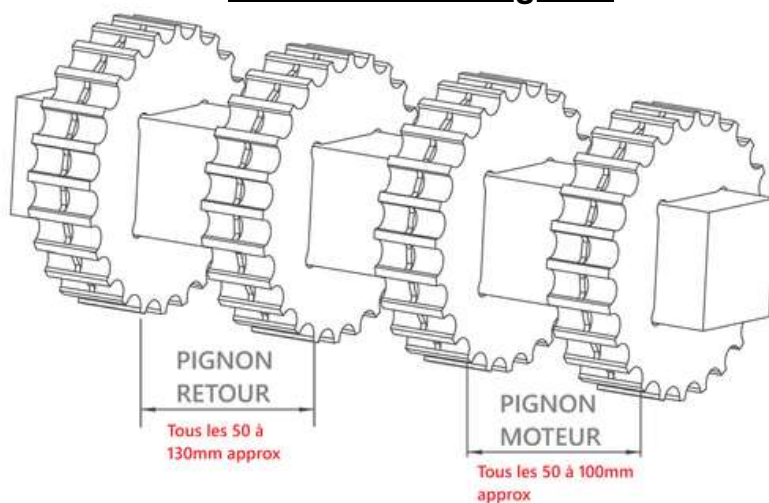 PIGNON
RETOUR
Tous les 50 à
130mm approx
PIGNON
MOTEUR
Tous les 50 à 100mm
approx